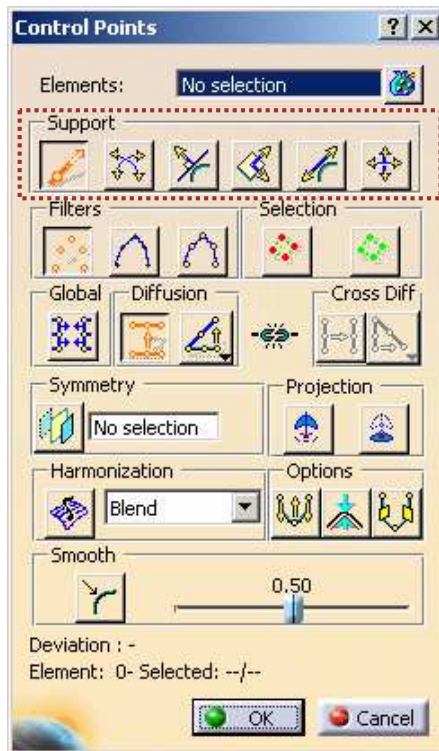 Control Points
Elements: No selection
Support
Filters Selection
Global Diffusion Cross Diff
Symmetry Projection
No selection
Harmonization Options
Blend
Smooth
0.50
Deviation : -
Element: 0- Selected: --/--
OK Cancel